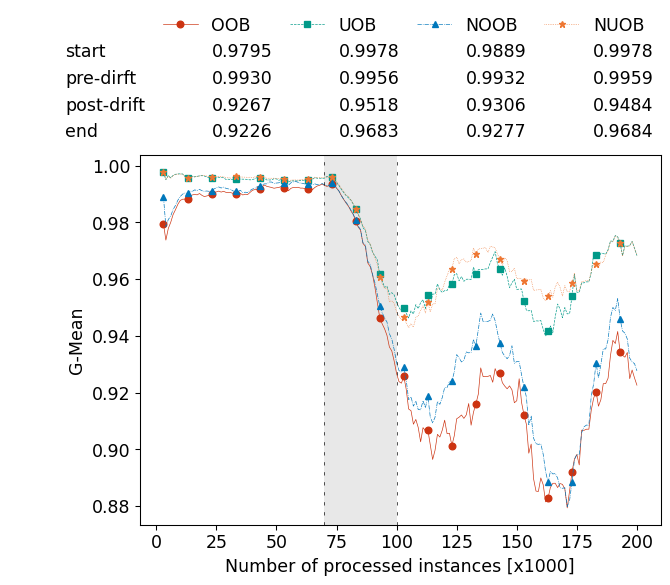 OOB UOB NOOB NUOB
start 0.9795 0.9978 0.9889 0.9978
pre-dirft 0.9930 0.9956 0.9932 0.9959
post-drift 0.9267 0.9518 0.9306 0.9484
end 0.9226 0.9683 0.9277 0.9684
1.00
0.98
0.96
0.94
0.92
0.90
0.88
G-Mean
0 25 50 75 100 125 150 175 200
Number of processed instances [x1000]